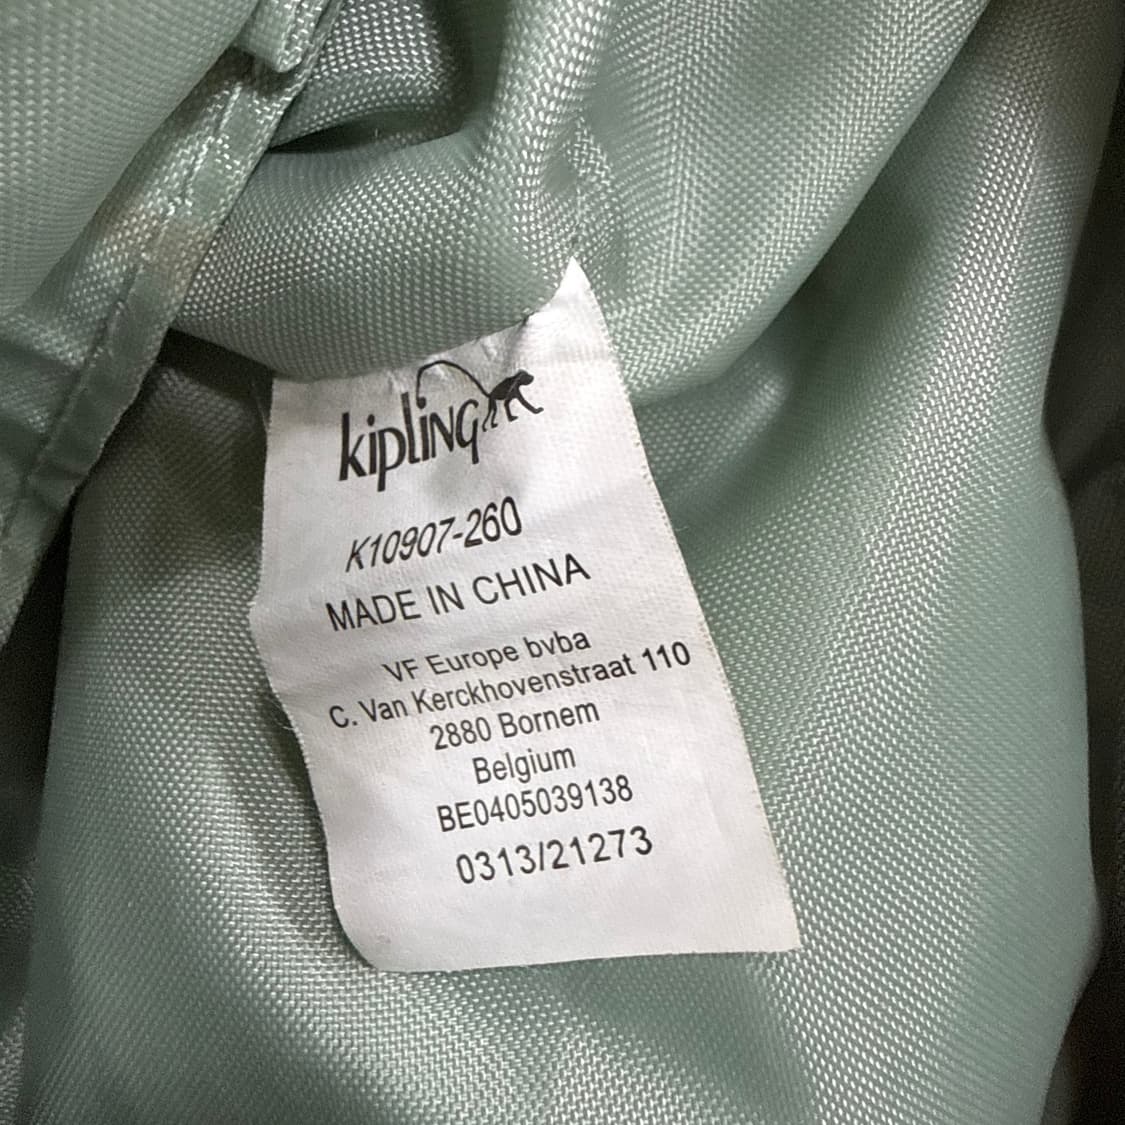 kipling
K10907-260
MADE IN CHINA
VF Europe bvba
C. Van Kerckhovenstraat 110
2880 Bornem
Belgium
BE0405039138
0313/21273